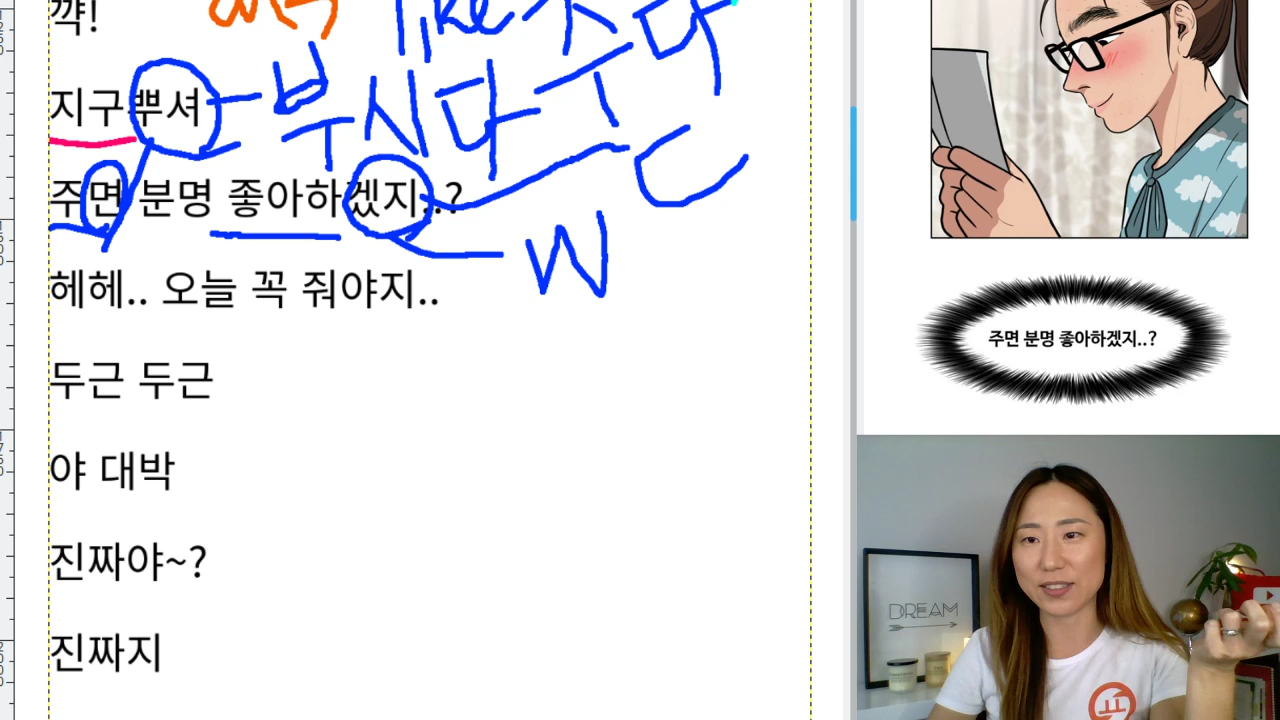 꺅!
like 주다
지구뿌셔 부시다
주면 분명 좋아하겠지..?
W
헤헤.. 오늘 꼭 줘야지..
두근 두근
야 대박
진짜야~?
진짜지
주면 분명 좋아하겠지..?
DREAM